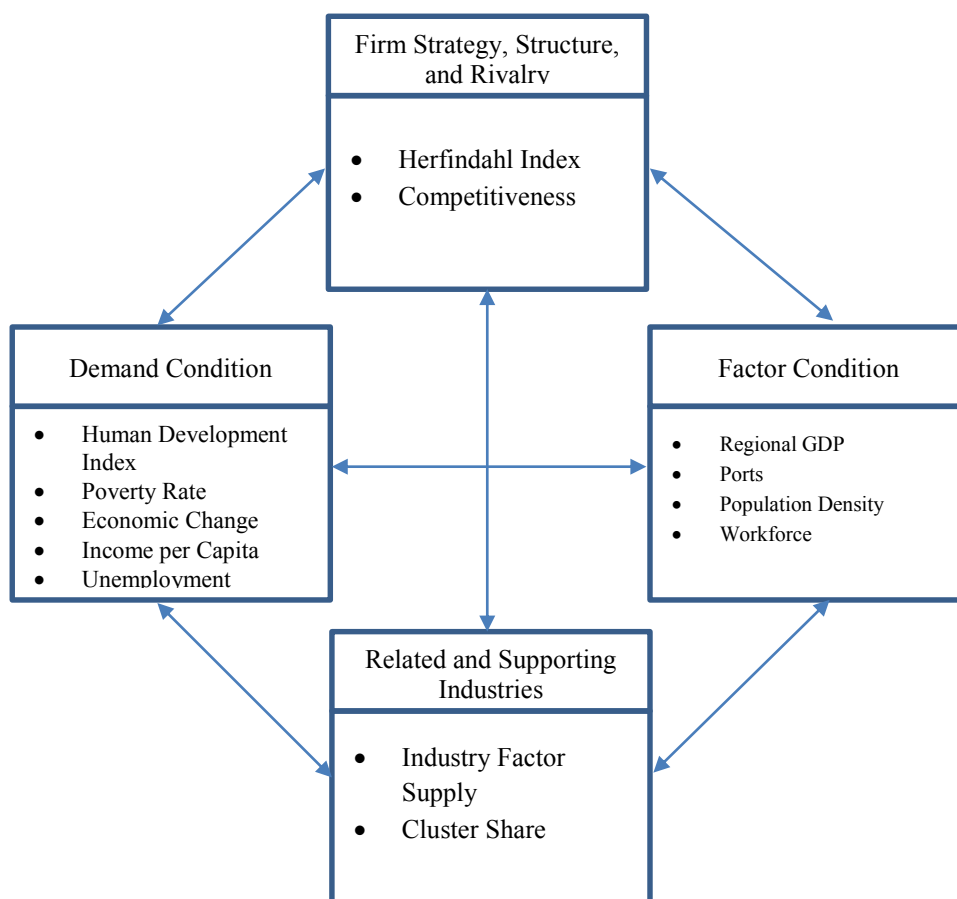 Firm Strategy, Structure,
and Rivalry
• Herfindahl Index
• Competitiveness
Demand Condition
• Human Development
Index
• Poverty Rate
• Economic Change
• Income per Capita
• Unemployment
Factor Condition
• Regional GDP
• Ports
• Population Density
• Workforce
Related and Supporting
Industries
• Industry Factor
Supply
• Cluster Share